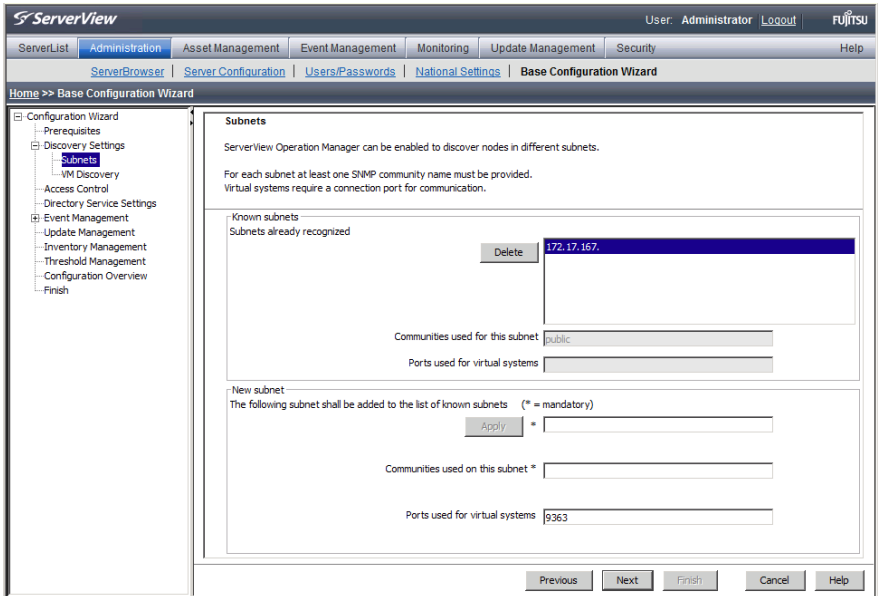 ServerView User: Administrator Logout FUJITSU
ServerList Administration Asset Management Event Management Monitoring Update Management Security Help
ServerBrowser | Server Configuration | Users/Passwords | National Settings | Base Configuration Wizard
Home >> Base Configuration Wizard
Configuration Wizard
Prerequisites
Discovery Settings
Subnets
VM Discovery
Access Control
Directory Service Settings
Event Management
Update Management
Inventory Management
Threshold Management
Configuration Overview
Finish
Subnets
ServerView Operation Manager can be enabled to discover nodes in different subnets.
For each subnet at least one SNMP community name must be provided.
Virtual systems require a connection port for communication.
Known subnets
Subnets already recognized
Delete 172.17.167.
Communities used for this subnet public
Ports used for virtual systems
New subnet
The following subnet shall be added to the list of known subnets (* = mandatory)
Apply *
Communities used on this subnet *
Ports used for virtual systems 9363
Previous Next Finish Cancel Help